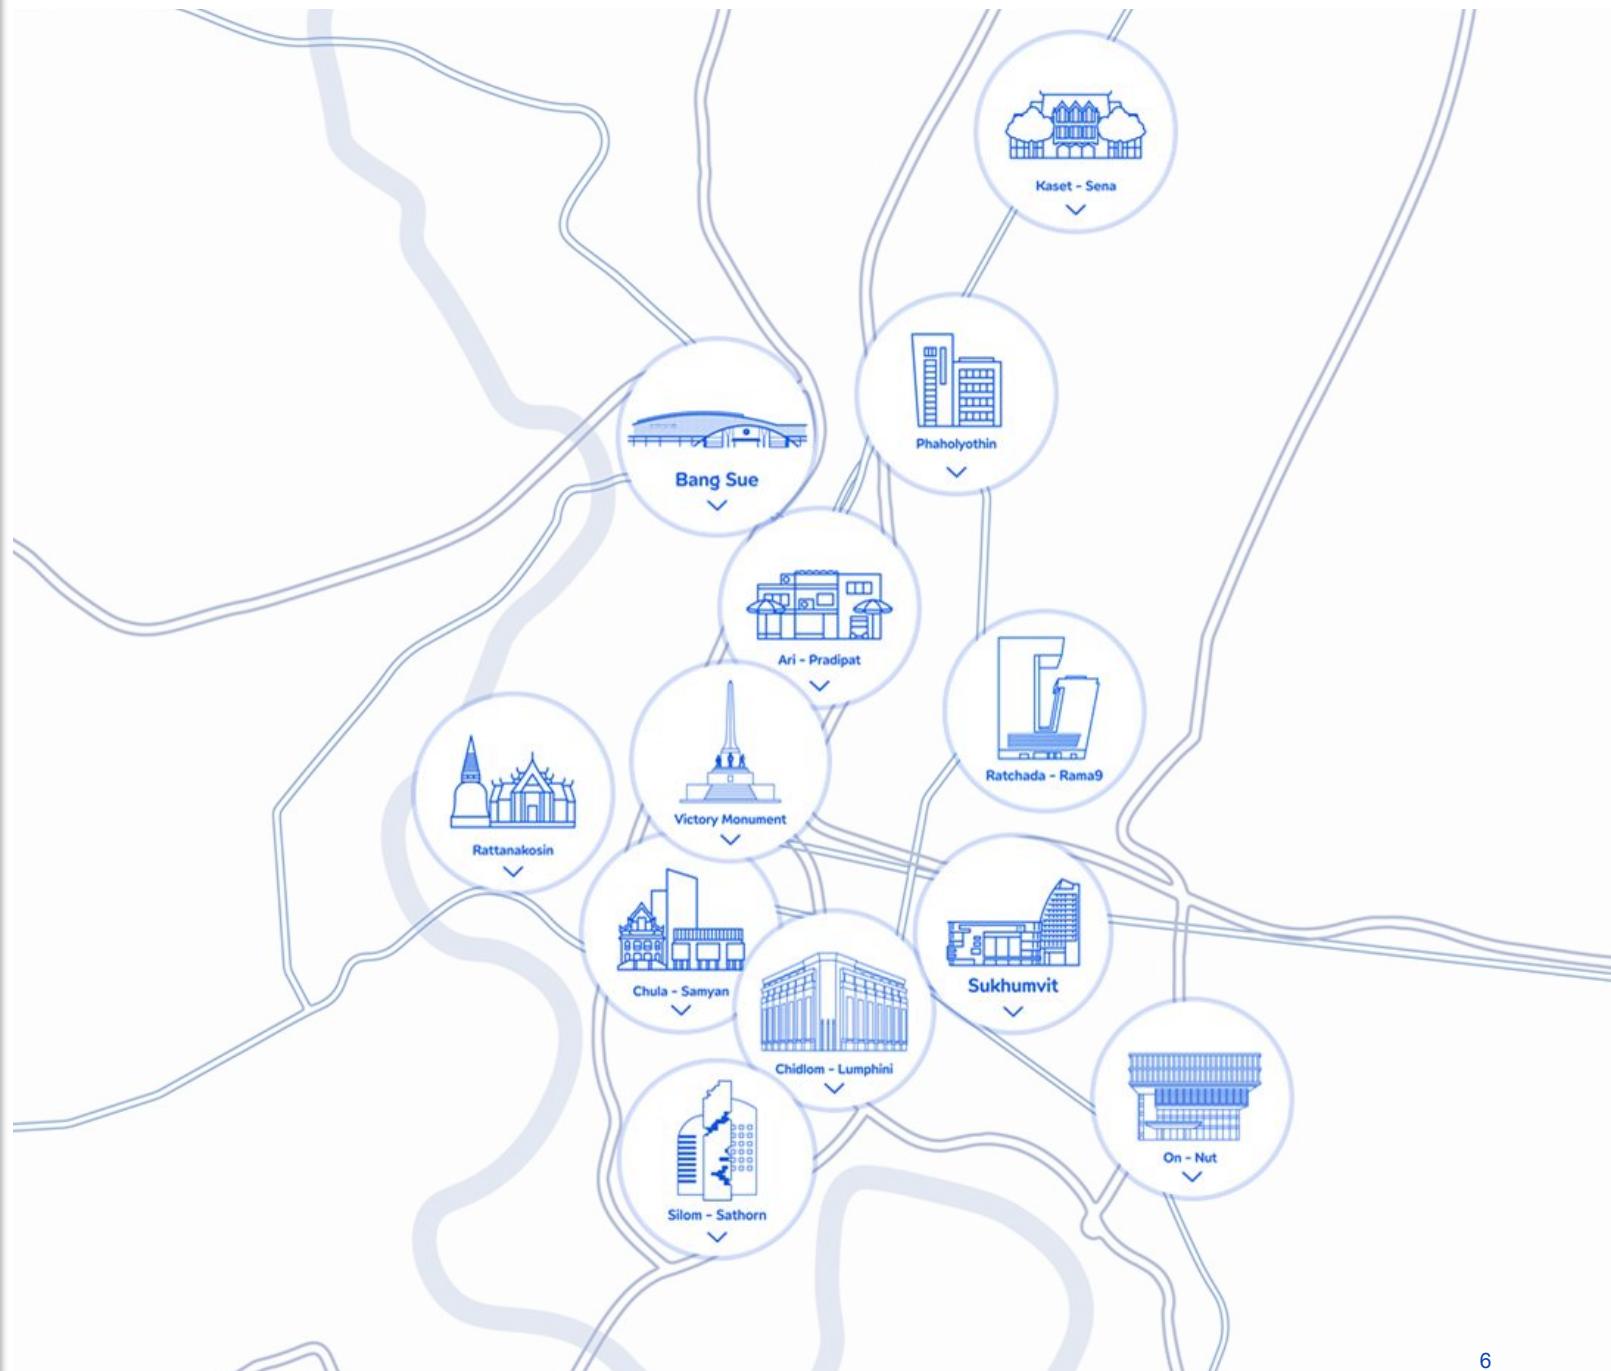 Kaset - Sena
Phaholyothin
Bang Sue
Ari - Pradipat
Ratchada - Rama9
Victory Monument
Rattanakosin
Sukhumvit
Chula - Samyan
Chidlom - Lumphini
On - Nut
Silom - Sathorn
6